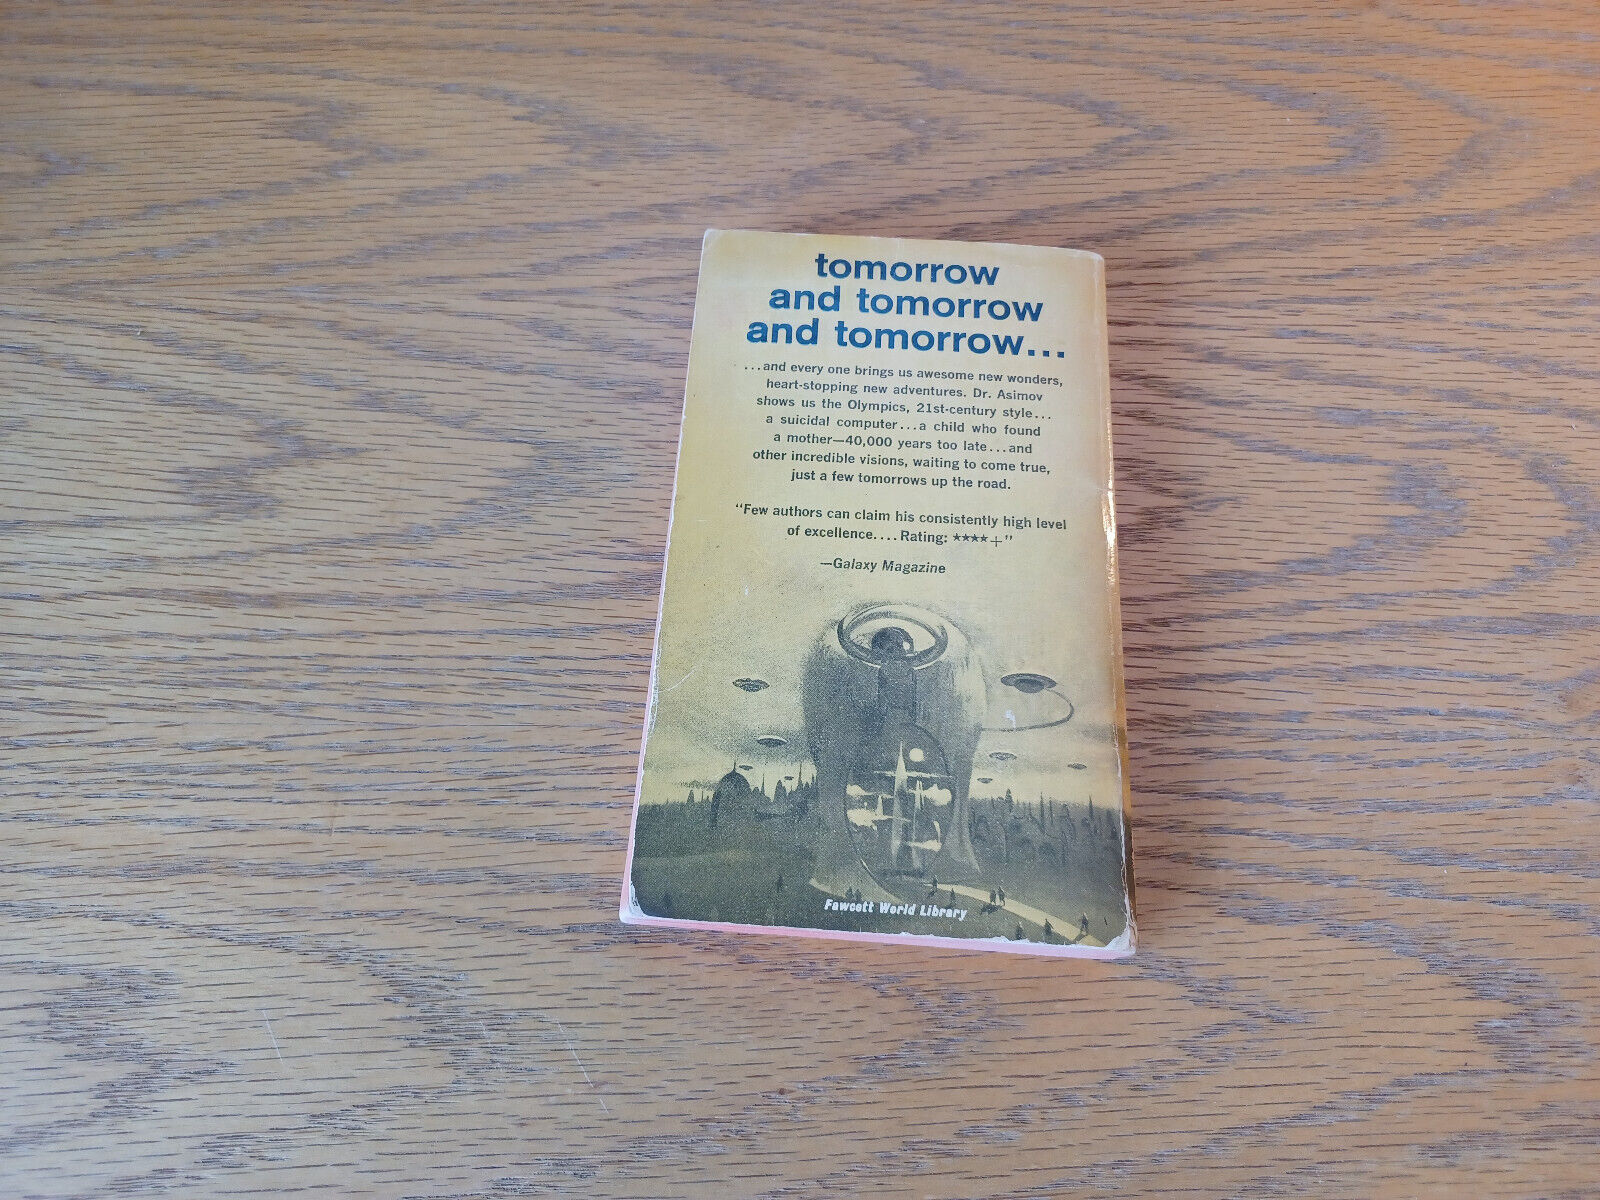 tomorrow
and tomorrow
and tomorrow...
...and every one brings us awesome new wonders,
heart-stopping new adventures. Dr. Asimov
shows us the Olympics, 21st-century style...
a suicidal computer...a child who found
a mother—40,000 years too late...and
other incredible visions, waiting to come true,
just a few tomorrows up the road.
"Few authors can claim his consistently high level
of excellence.... Rating: ★★★★+"
—Galaxy Magazine
Fawcett World Library